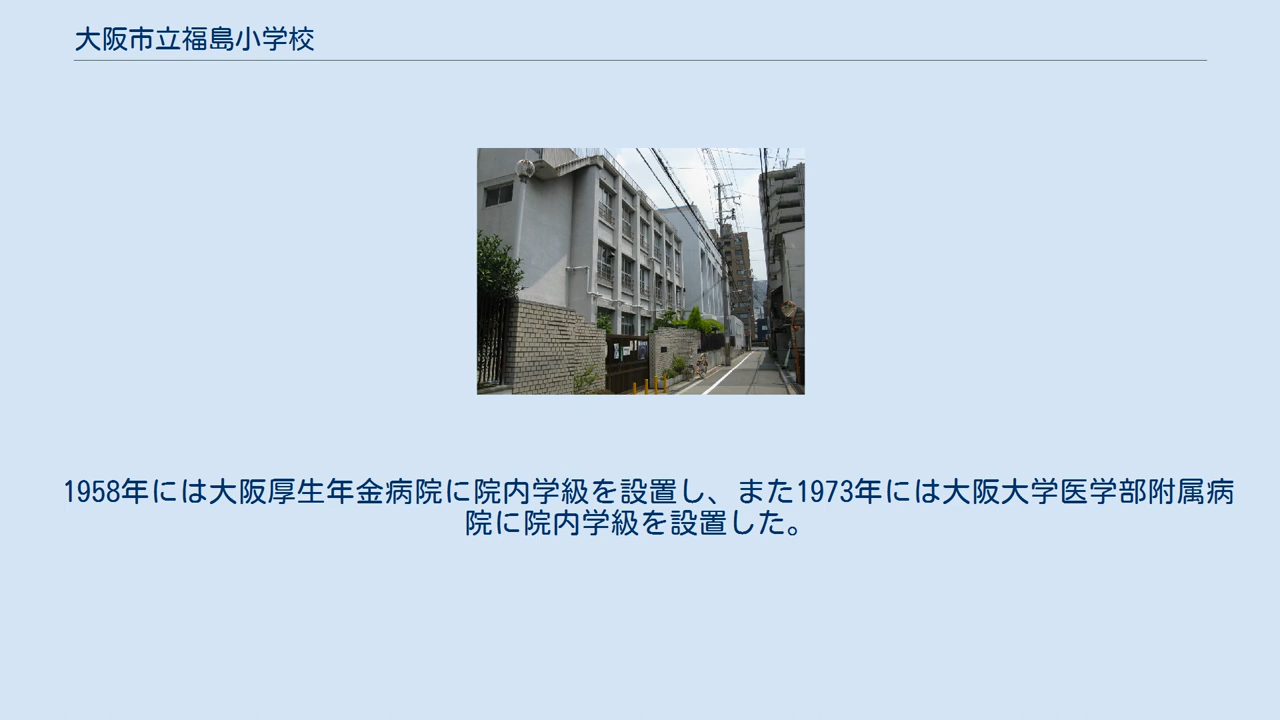 大阪市立福島小学校
1958年には大阪厚生年金病院に院内学級を設置し、また1973年には大阪大学医学部附属病
院に院内学級を設置した。